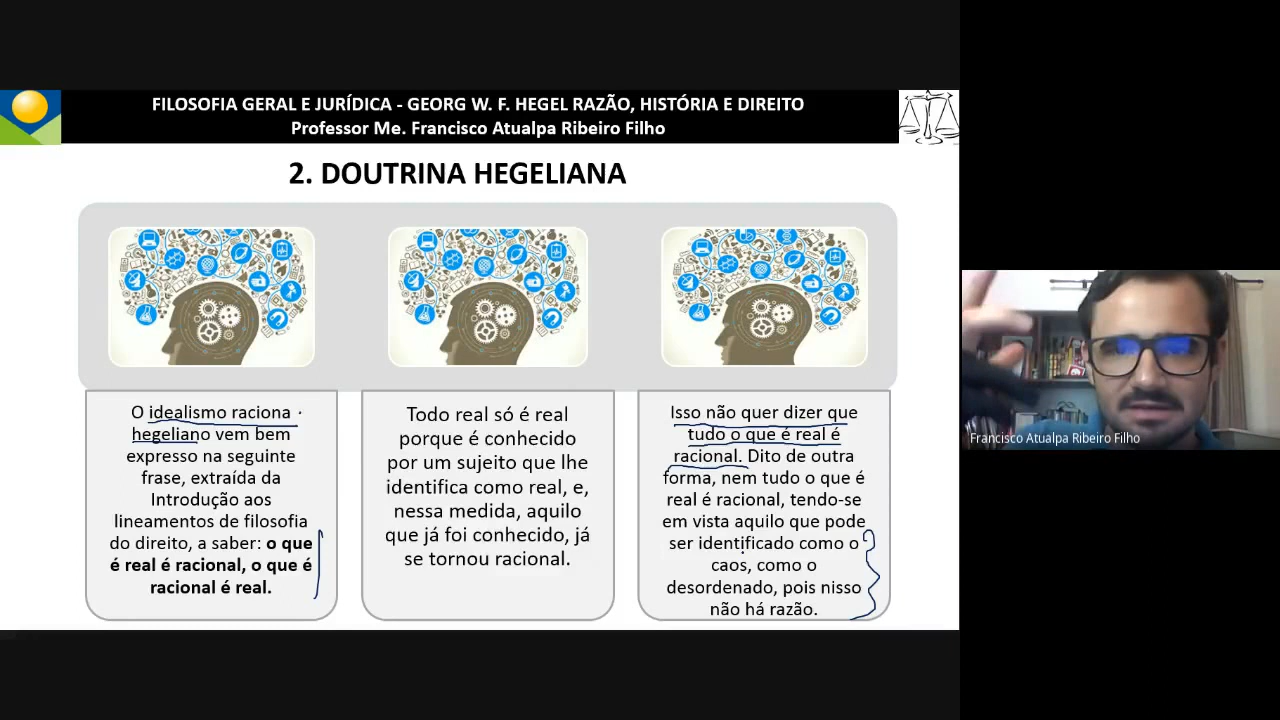 FILOSOFIA GERAL E JURÍDICA - GEORG W. F. HEGEL RAZÃO, HISTÓRIA E DIREITO
Professor Me. Francisco Atualpa Ribeiro Filho
2. DOUTRINA HEGELIANA
O idealismo raciona
hegeliano vem bem
expresso na seguinte
frase, extraída da
Introdução aos
lineamentos de filosofia
do direito, a saber: o que
é real é racional, o que é
racional é real.
Todo real só é real
porque é conhecido
por um sujeito que lhe
identifica como real, e,
nessa medida, aquilo
que já foi conhecido, já
se tornou racional.
Isso não quer dizer que
tudo o que é real é
racional. Dito de outra
forma, nem tudo o que é
real é racional, tendo-se
em vista aquilo que pode
ser identificado como o
caos, como o
desordenado, pois nisso
não há razão.
Francisco Atualpa Ribeiro Filho